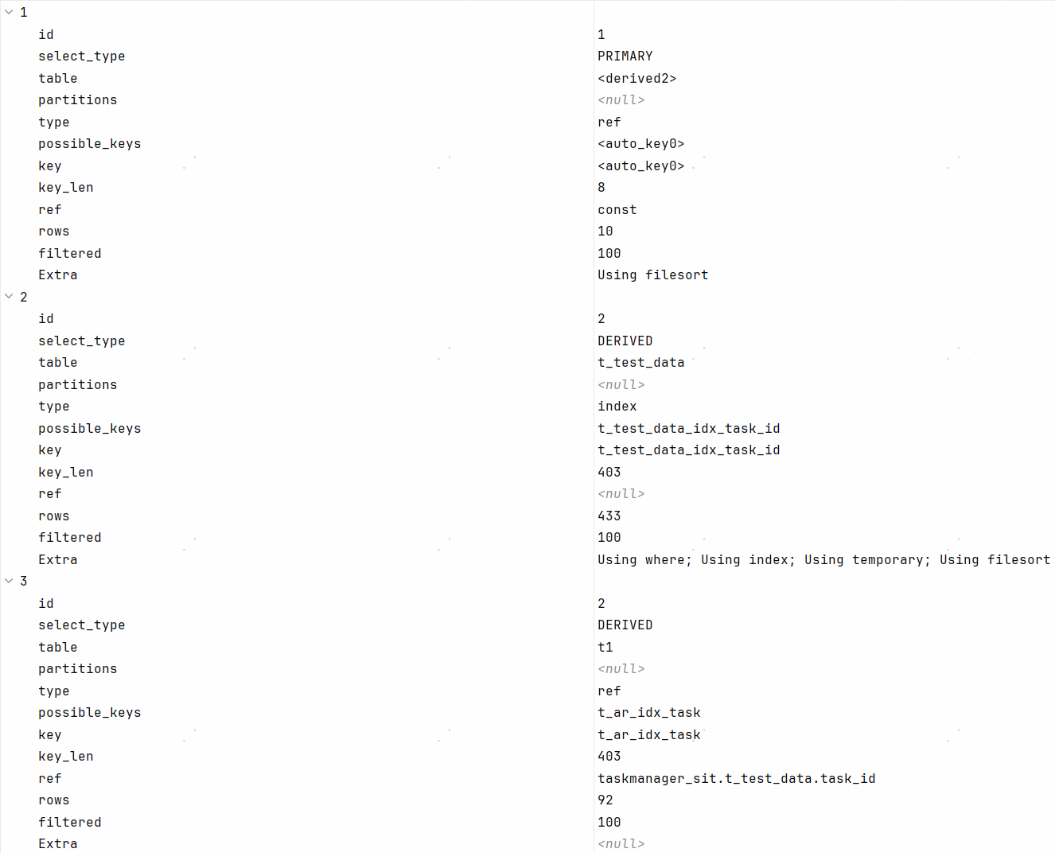 1
id 1
select_type PRIMARY
table <derived2>
partitions <null>
type ref
possible_keys <auto_key0>
key <auto_key0>
key_len 8
ref const
rows 10
filtered 100
Extra Using filesort
2
id 2
select_type DERIVED
table t_test_data
partitions <null>
type index
possible_keys t_test_data_idx_task_id
key t_test_data_idx_task_id
key_len 403
ref <null>
rows 433
filtered 100
Extra Using where; Using index; Using temporary; Using filesort
3
id 2
select_type DERIVED
table t1
partitions <null>
type ref
possible_keys t_ar_idx_task
key t_ar_idx_task
key_len 403
ref taskmanager_sit.t_test_data.task_id
rows 92
filtered 100
Extra <null>